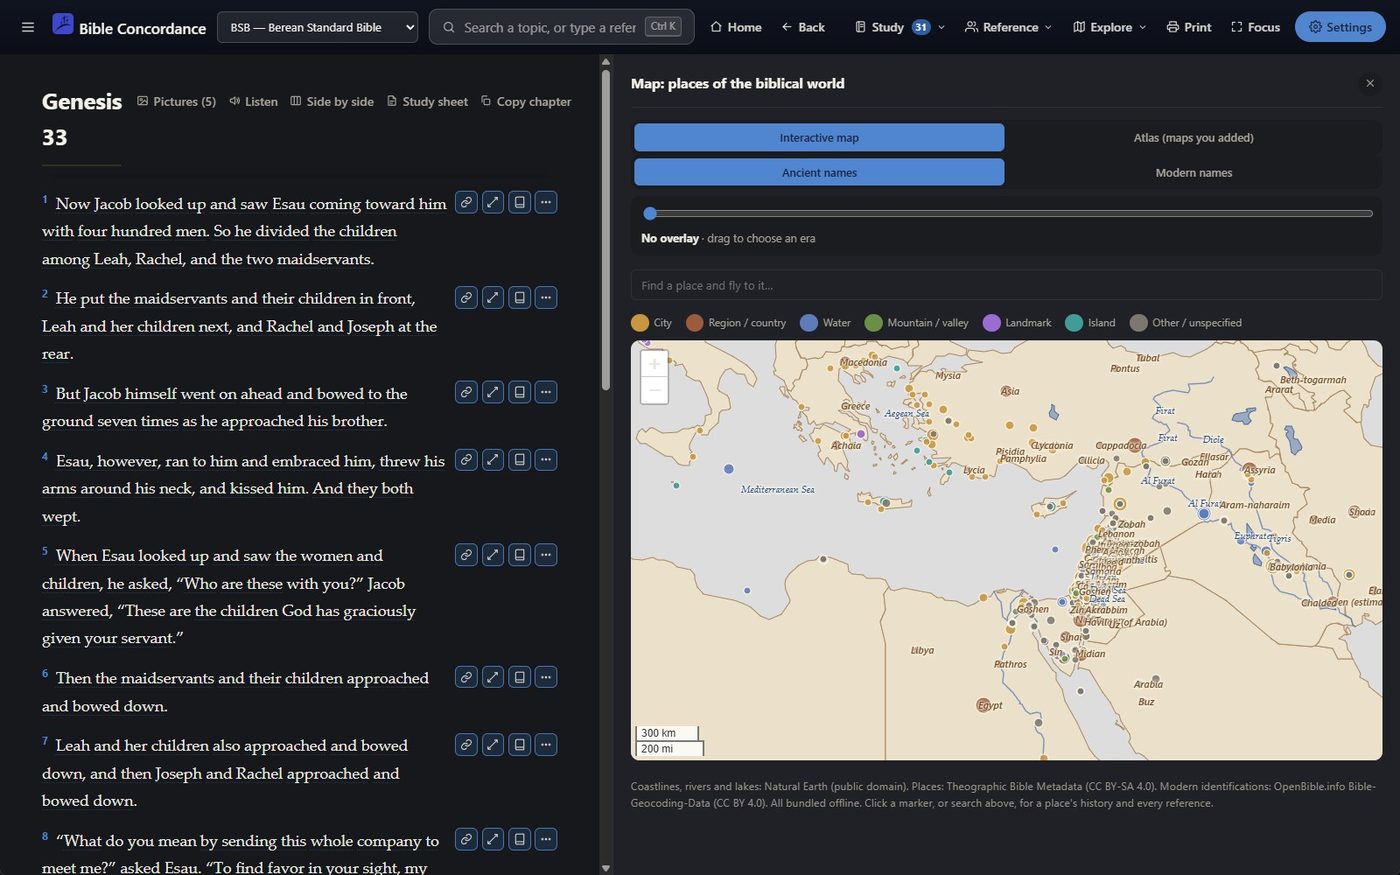 Bible Concordance
BSB — Berean Standard Bible
Search a topic, or type a refer
Ctrl K
Home
Back
Study 31
Reference
Explore
Print
Focus
Settings
Genesis
33
Pictures (5)
Listen
Side by side
Study sheet
Copy chapter
1 Now Jacob looked up and saw Esau coming toward him
with four hundred men. So he divided the children
among Leah, Rachel, and the two maidservants.
2 He put the maidservants and their children in front,
Leah and her children next, and Rachel and Joseph at the
rear.
3 But Jacob himself went on ahead and bowed to the
ground seven times as he approached his brother.
4 Esau, however, ran to him and embraced him, threw his
arms around his neck, and kissed him. And they both
wept.
5 When Esau looked up and saw the women and
children, he asked, “Who are these with you?” Jacob
answered, “These are the children God has graciously
given your servant.”
6 Then the maidservants and their children approached
and bowed down.
7 Leah and her children also approached and bowed
down, and then Joseph and Rachel approached and
bowed down.
8 “What do you mean by sending this whole company to
meet me?” asked Esau. “To find favor in your sight, my
Map: places of the biblical world
Interactive map
Atlas (maps you added)
Ancient names
Modern names
No overlay · drag to choose an era
Find a place and fly to it...
City
Region / country
Water
Mountain / valley
Landmark
Island
Other / unspecified
Macedonia
Mysia
Asia
Tubal
Pontus
Beth-togarmah
Ararat
Greece
Aegean Sea
Firat
Achaia
Pisidia
Pamphylia
Lycia
Cilicia
Cappadocia
Firat
Dicle
Gozan
Ellasar
Harah
Assyria
Mediterranean Sea
Al Furat
Al Furat
Aram-naharaim
Media
Zobah
Lebanon
Euphrates
Tigris
Babylonia
Samaria
Goshen
Dead Sea
Goshen
Zin
Akrabbim
Libya
Sinai
Sin
Midian
Pathros
Arabia
Buz
Egypt
300 km
200 mi
Coastlines, rivers and lakes: Natural Earth (public domain). Places: Theographic Bible Metadata (CC BY-SA 4.0). Modern identifications: OpenBible.info Bible-
Geocoding-Data (CC BY 4.0). All bundled offline. Click a marker, or search above, for a place's history and every reference.